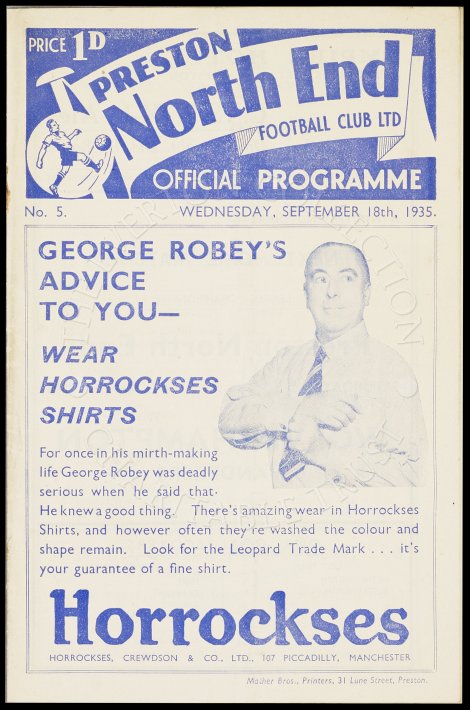 PRICE 1D
PRESTON
North End
FOOTBALL CLUB LTD
OFFICIAL PROGRAMME
No. 5. WEDNESDAY, SEPTEMBER 18th, 1935.
GEORGE ROBEY'S
ADVICE
TO YOU—
WEAR
HORROCKSES
SHIRTS
For once in his mirth-making
life George Robey was deadly
serious when he said that
He knew a good thing. There's amazing wear in Horrockses
Shirts, and however often they're washed the colour and
shape remain. Look for the Leopard Trade Mark . . . it's
your guarantee of a fine shirt.
Horrockses
HORROCKSES, CREWDSON & CO., LTD., 107 PICCADILLY, MANCHESTER
Mather Bros., Printers, 31 Lune Street, Preston.